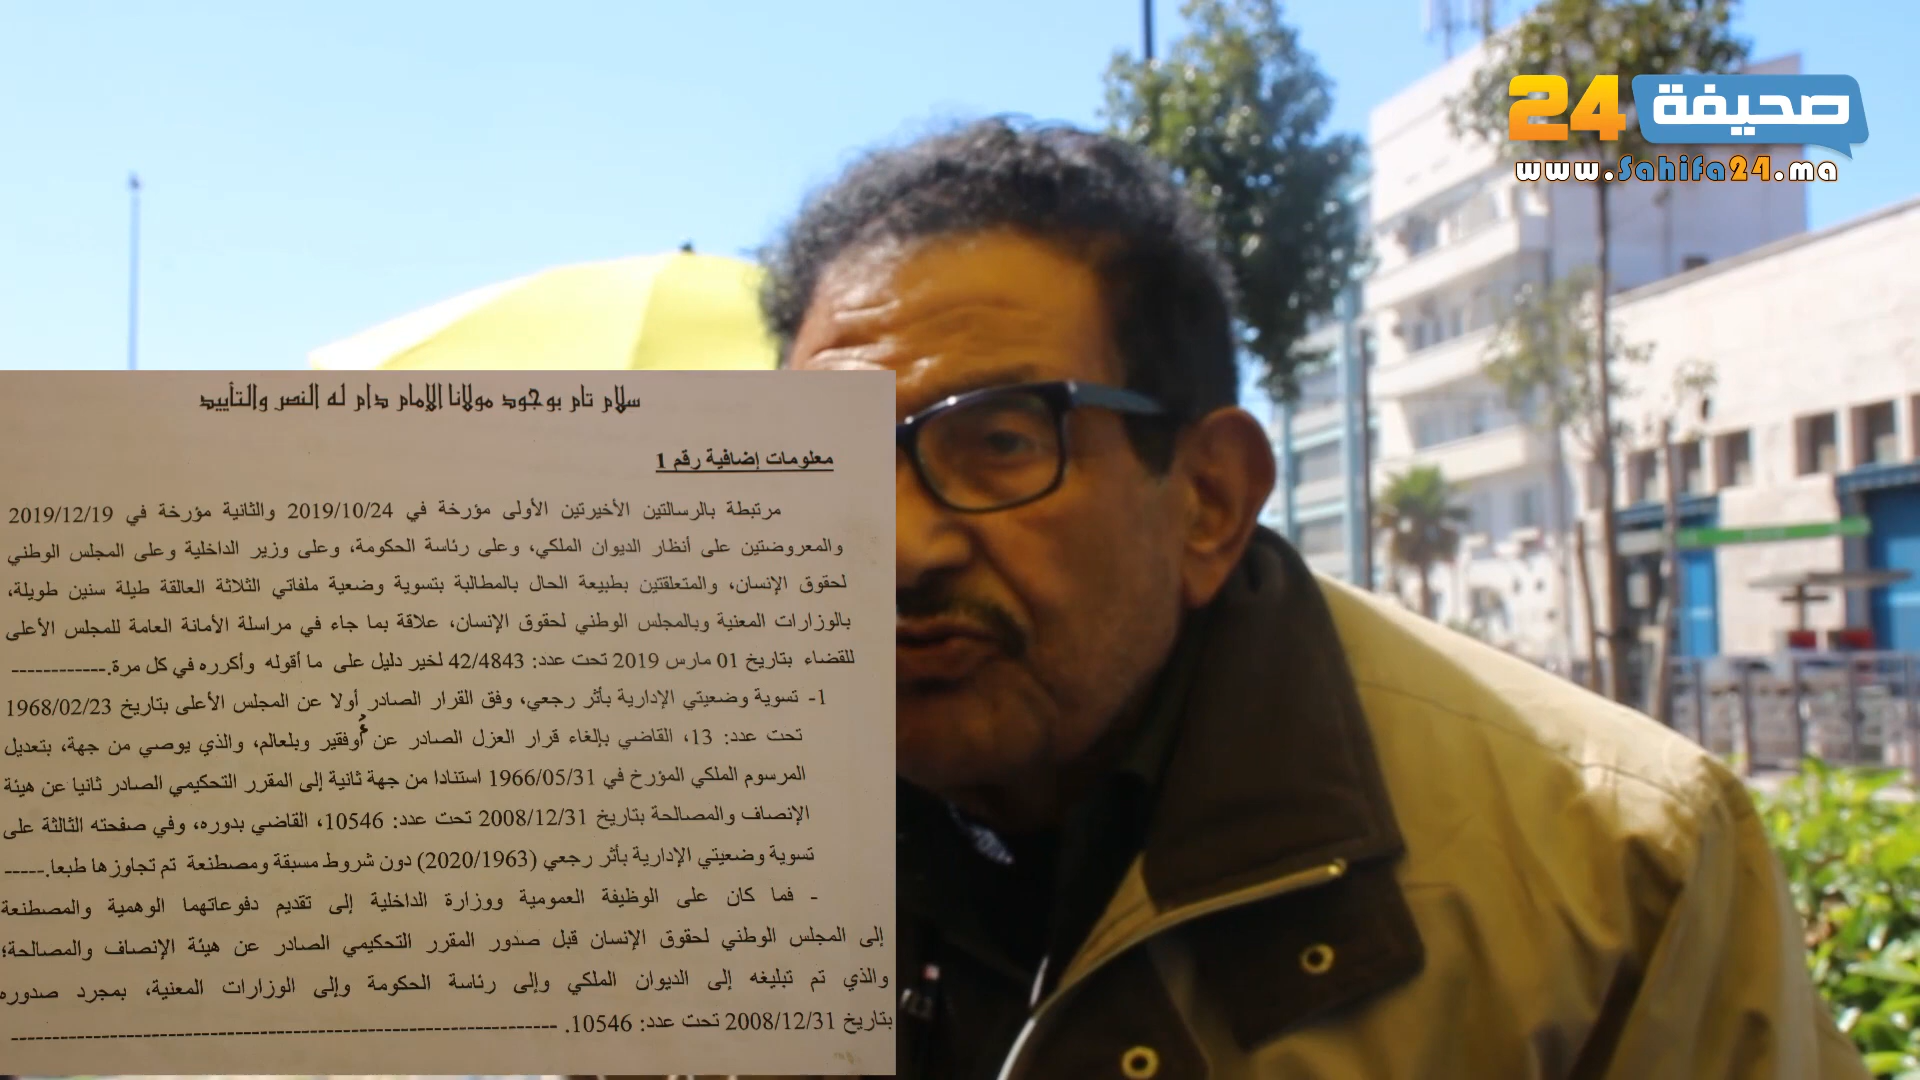 24 صحيفة
www.Sahifa24.ma
سلام تام بوجود مولانا الامام دام له النصر والتأييد
معلومات إضافية رقم 1
مرتبطة بالرسالتين الأخيرتين الأولى مؤرخة في 2019/10/24 والثانية مؤرخة في 2019/12/19
والمعروضتين على أنظار الديوان الملكي، وعلى رئاسة الحكومة، وعلى وزير الداخلية وعلى المجلس الوطني
لحقوق الإنسان، والمتعلقتين بطبيعة الحال بالمطالبة بتسوية وضعية ملفاتي الثلاثة العالقة طيلة سنين طويلة،
بالوزارات المعنية وبالمجلس الوطني لحقوق الإنسان، علاقة بما جاء في مراسلة الأمانة العامة للمجلس الأعلى
للقضاء بتاريخ 01 مارس 2019 تحت عدد: 42/4843 لخير دليل على ما أقوله وأكرره في كل مرة.------------
1- تسوية وضعيتي الإدارية بأثر رجعي، وفق القرار الصادر أولا عن المجلس الأعلى بتاريخ 1968/02/23
تحت عدد: 13، القاضي بإلغاء قرار العزل الصادر عن أوفقير وبلعالم، والذي يوصي من جهة، بتعديل
المرسوم الملكي المؤرخ في 1966/05/31 استنادا من جهة ثانية إلى المقرر التحكيمي الصادر ثانيا عن هيئة
الإنصاف والمصالحة بتاريخ 2008/12/31 تحت عدد: 10546، القاضي بدوره، وفي صفحته الثالثة على
تسوية وضعيتي الإدارية بأثر رجعي (2020/1963) دون شروط مسبقة ومصطنعة تم تجاوزها طبعا.-----
- فما كان على الوظيفة العمومية ووزارة الداخلية إلى تقديم دفوعاتهما الوهمية والمصطنعة
إلى المجلس الوطني لحقوق الإنسان قبل صدور المقرر التحكيمي الصادر عن هيئة الإنصاف والمصالحة؛
والذي تم تبليغه إلى الديوان الملكي وإلى رئاسة الحكومة وإلى الوزارات المعنية، بمجرد صدوره
بتاريخ 2008/12/31 تحت عدد: 10546. --------------------------------------------------